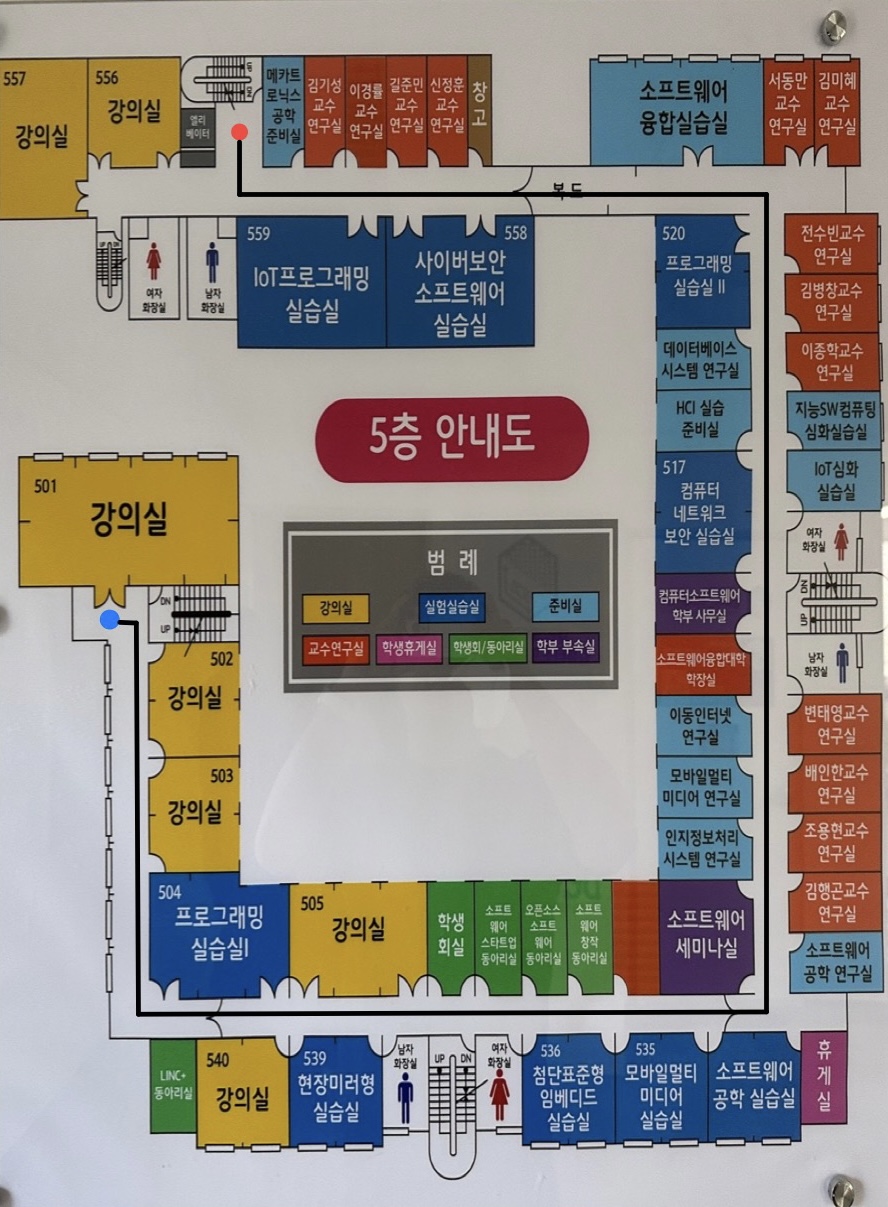 557
556
강의실
강의실
엘리
베이터
메카트
로닉스
공학
준비실
김기성
교수
연구실
이경률
교수
연구실
길준민
교수
연구실
신정훈
교수
연구실
창
고
소프트웨어
융합실습실
서동만
교수
연구실
김미혜
교수
연구실
복도
UP DN
여자
화장실
남자
화장실
559
IoT프로그래밍
실습실
558
사이버보안
소프트웨어
실습실
520
프로그래밍
실습실 II
전수빈교수
연구실
김병창교수
연구실
데이터베이스
시스템 연구실
이종학교수
연구실
HCI 실습
준비실
지능SW컴퓨팅
심화실습실
5층 안내도
517
컴퓨터
네트워크
보안 실습실
IoT심화
실습실
501
강의실
여자
화장실
범 례
강의실
실험실습실
준비실
교수연구실
학생휴게실
학생회/동아리실
학부 부속실
컴퓨터소프트웨어
학부 사무실
DN
UP
DN
UP
소프트웨어융합대학
학장실
남자
화장실
502
강의실
이동인터넷
연구실
변태영교수
연구실
503
강의실
모바일멀티
미디어 연구실
배인한교수
연구실
인지정보처리
시스템 연구실
조용현교수
연구실
504
프로그래밍
실습실I
505
강의실
학생
회실
소프트
웨어
스타트업
동아리실
오픈소스
소프트
웨어
동아리실
소프트
웨어
창작
동아리실
소프트웨어
세미나실
김행곤교수
연구실
소프트웨어
공학 연구실
LINC+
동아리실
540
강의실
539
현장미러형
실습실
남자
화장실
UP DN
여자
화장실
536
첨단표준형
임베디드
실습실
535
모바일멀티
미디어
실습실
소프트웨어
공학 실습실
휴
게
실